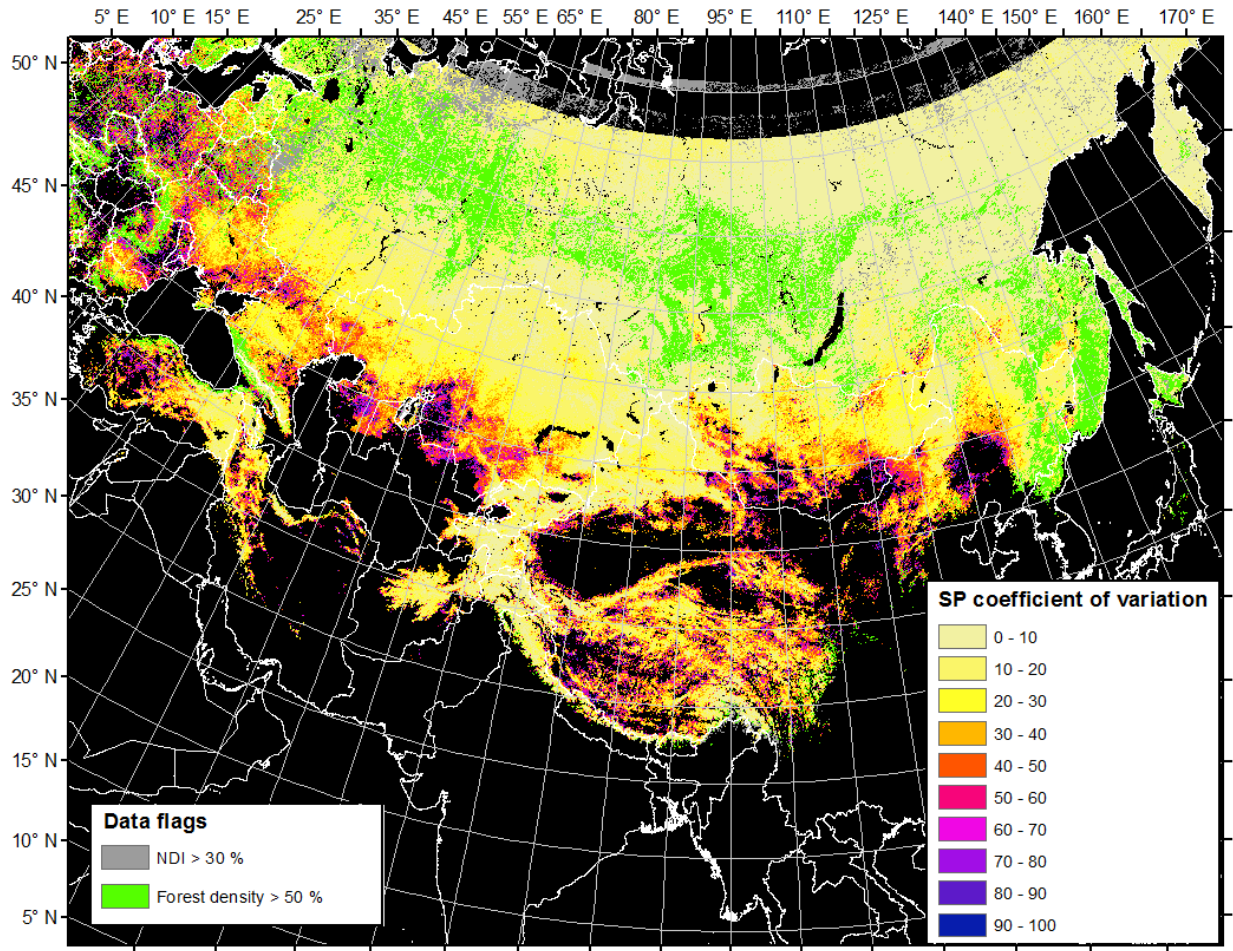 5° E 10° E 15° E 25° E 35° E 45° E 55° E 65° E 80° E 95° E 110° E 125° E 140° E 150° E 160° E 170° E
50° N
45° N
40° N
35° N
30° N
25° N
20° N
15° N
10° N
5° N
Data flags
NDI > 30 %
Forest density > 50 %
SP coefficient of variation
0 - 10
10 - 20
20 - 30
30 - 40
40 - 50
50 - 60
60 - 70
70 - 80
80 - 90
90 - 100